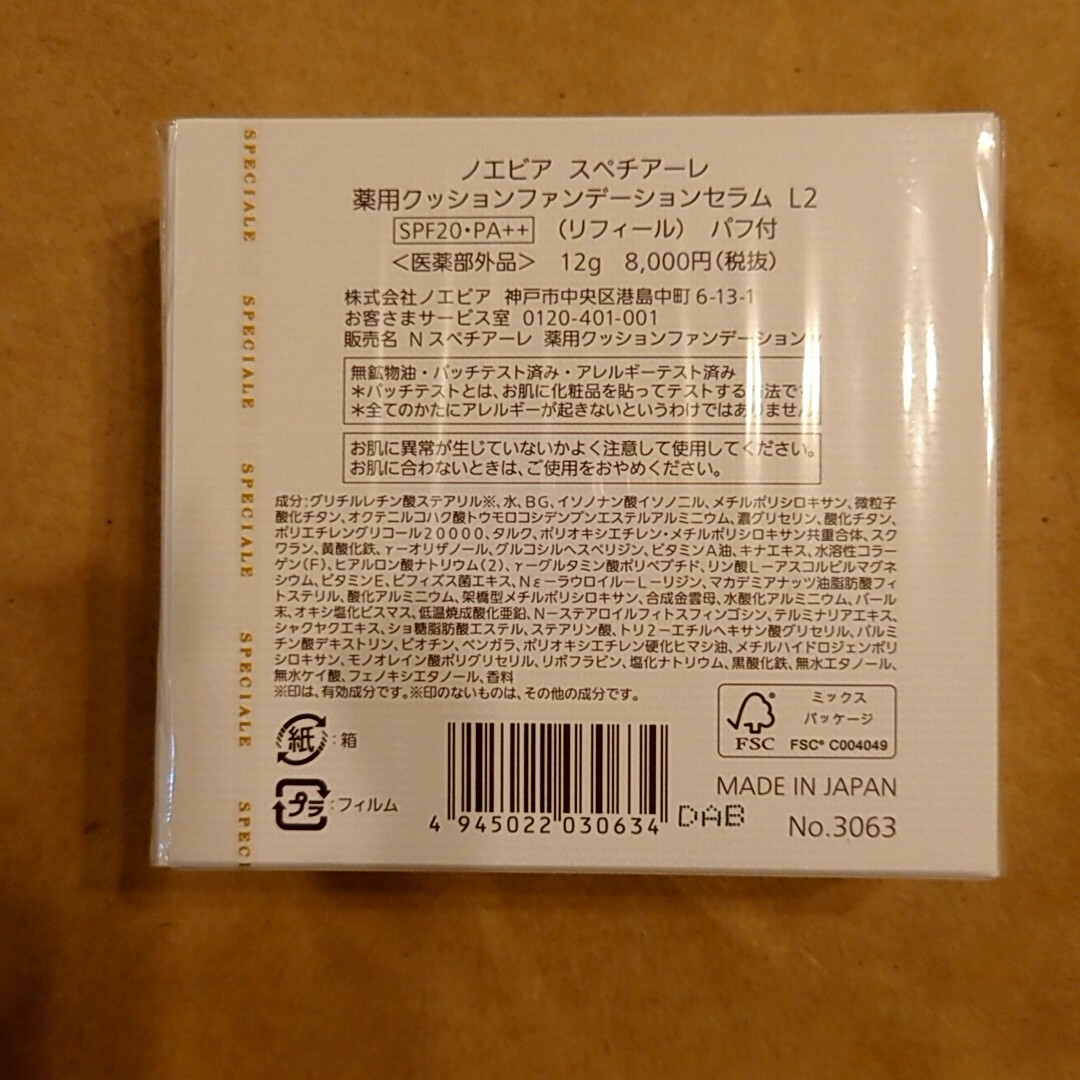 SPECIALE
SPECIALE
SPECIALE
SPECIALE
SPECI
ノエビア スペチアーレ
薬用クッションファンデーションセラム L2
SPF20・PA++ (リフィール) パフ付
<医薬部外品> 12g 8,000円(税抜)
株式会社ノエビア 神戸市中央区港島中町6-13-1
お客さまサービス室 0120-401-001
販売名 N スペチアーレ 薬用クッションファンデーション
無鉱物油・パッチテスト済み・アレルギーテスト済み
*パッチテストとは、お肌に化粧品を貼ってテストする方法です
*全てのかたにアレルギーが起きないというわけではありません
お肌に異常が生じていないかよく注意して使用してください。
お肌に合わないときは、ご使用をおやめください。
成分:グリチルレチン酸ステアリル※、水、BG、イソノナン酸イソノニル、メチルポリシロキサン、微粒子
酸化チタン、オクテニルコハク酸トウモロコシデンプンエステルアルミニウム、濃グリセリン、酸化チタン、
ポリエチレングリコール20000、タルク、ポリオキシエチレン・メチルポリシロキサン共重合体、スク
ワラン、黄酸化鉄、γーオリザノール、グルコシルヘスペリジン、ビタミンA油、キナエキス、水溶性コラー
ゲン(F)、ヒアルロン酸ナトリウム(2)、γーグルタミン酸ポリペプチド、リン酸Lーアスコルビルマグネ
シウム、ビタミンE、ビフィズス菌エキス、NεーラウロイルーLーリジン、マカデミアナッツ油脂肪酸フィ
トステリル、酸化アルミニウム、架橋型メチルポリシロキサン、合成金雲母、水酸化アルミニウム、パール
末、オキシ塩化ビスマス、低温焼成酸化亜鉛、Nーステアロイルフィトスフィンゴシン、テルミナリアエキス、
シャクヤクエキス、ショ糖脂肪酸エステル、ステアリン酸、トリ2ーエチルヘキサン酸グリセリル、パルミ
チン酸デキストリン、ビオチン、ベンガラ、ポリオキシエチレン硬化ヒマシ油、メチルハイドロジェンポリ
シロキサン、モノオレイン酸ポリグリセリル、リボフラビン、塩化ナトリウム、黒酸化鉄、無水エタノール、
無水ケイ酸、フェノキシエタノール、香料
※印は、有効成分です。※印のないものは、その他の成分です。
紙:箱
プラ:フィルム
4 945022 030634
DAB
FSC
ミックス
パッケージ
FSC® C004049
MADE IN JAPAN
No.3063